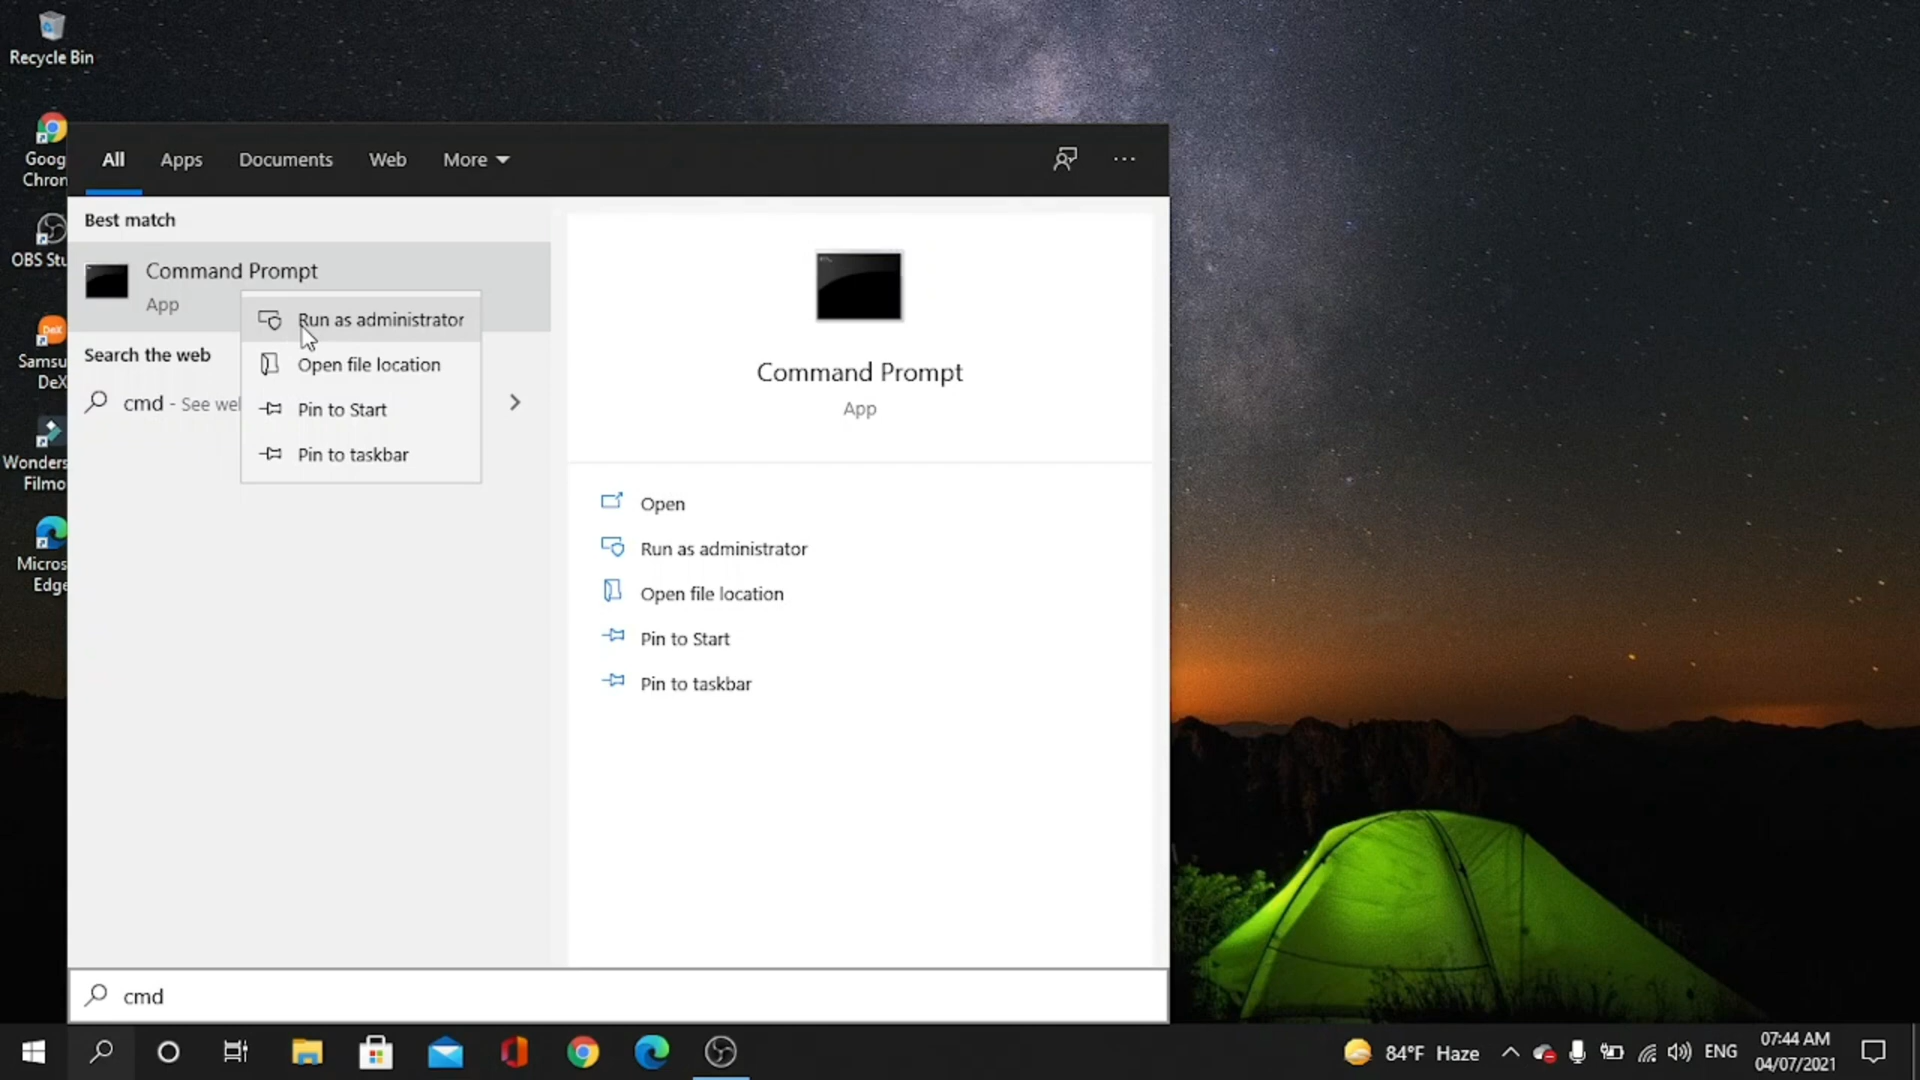 Recycle Bin
Goog
Chron
OBS Stu
DeX
Samsu
DeX
Wonders
Filmo
Micros
Edge
All Apps Documents Web More
Best match
Command Prompt
App
Run as administrator
Open file location
Pin to Start
Pin to taskbar
Search the web
cmd - See wel
Command Prompt
App
Open
Run as administrator
Open file location
Pin to Start
Pin to taskbar
cmd
84°F Haze
ENG
07:44 AM
04/07/2021